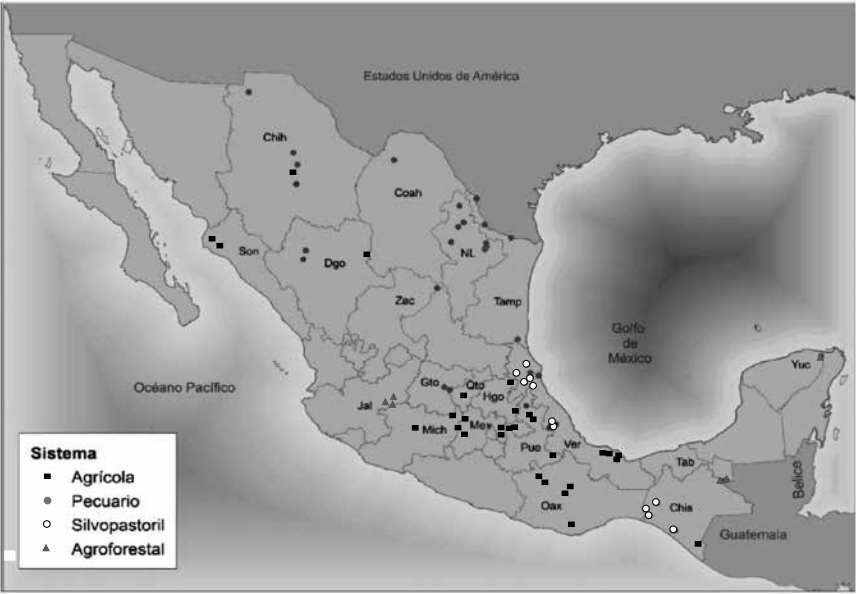 Estados Unidos de América
Chih
Coah
Son
Dgo
NL
Zac
Tamp
Golfo
de
México
Yuc
Océano Pacífico
Gto
Qto
Hgo
Jal
Mich
Mex
Pue
Ver
Tab
Belice
Oax
Chis
Guatemala
Sistema
Agrícola
Pecuario
Silvopastoril
Agroforestal